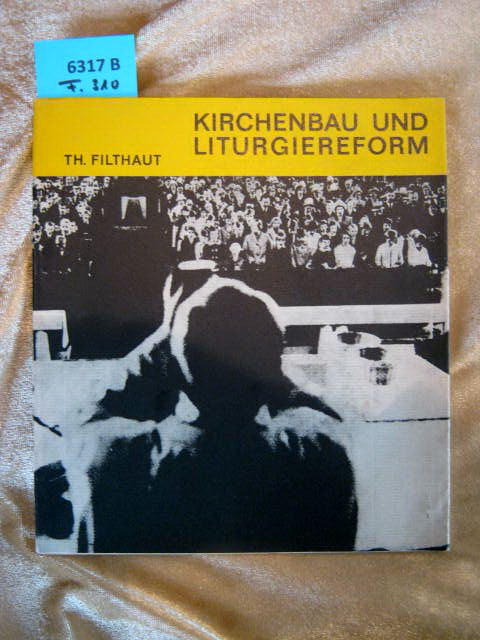 6317 B
F. 310
KIRCHENBAU UND
LITURGIEREFORM
TH. FILTHAUT